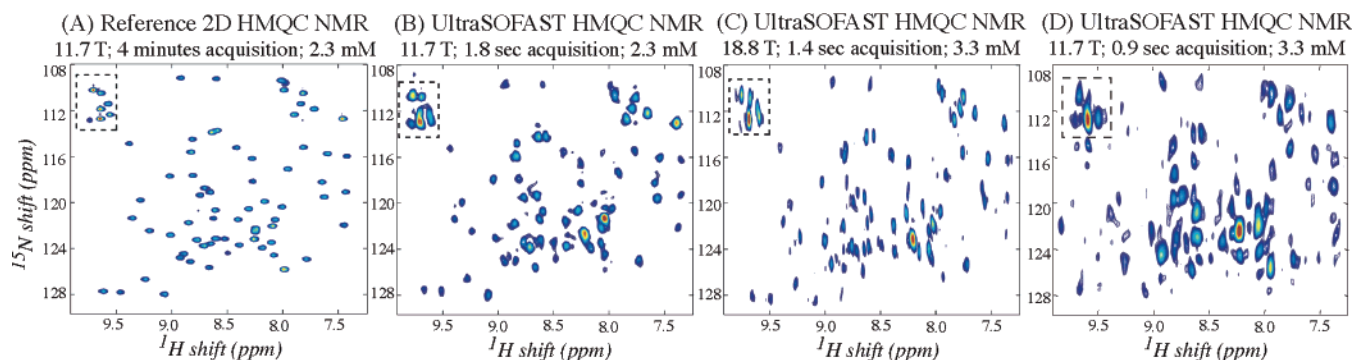 (A) Reference 2D HMQC NMR
11.7 T; 4 minutes acquisition; 2.3 mM
(B) UltraSOFAST HMQC NMR
11.7 T; 1.8 sec acquisition; 2.3 mM
(C) UltraSOFAST HMQC NMR
18.8 T; 1.4 sec acquisition; 3.3 mM
(D) UltraSOFAST HMQC NMR
11.7 T; 0.9 sec acquisition; 3.3 mM
15N shift (ppm)
108
112
116
120
124
128
9.5 9.0 8.5 8.0 7.5
1H shift (ppm)
108
112
116
120
124
128
9.5 9.0 8.5 8.0 7.5
1H shift (ppm)
108
112
116
120
124
128
9.5 9.0 8.5 8.0 7.5
1H shift (ppm)
108
112
116
120
124
128
9.5 9.0 8.5 8.0 7.5
1H shift (ppm)